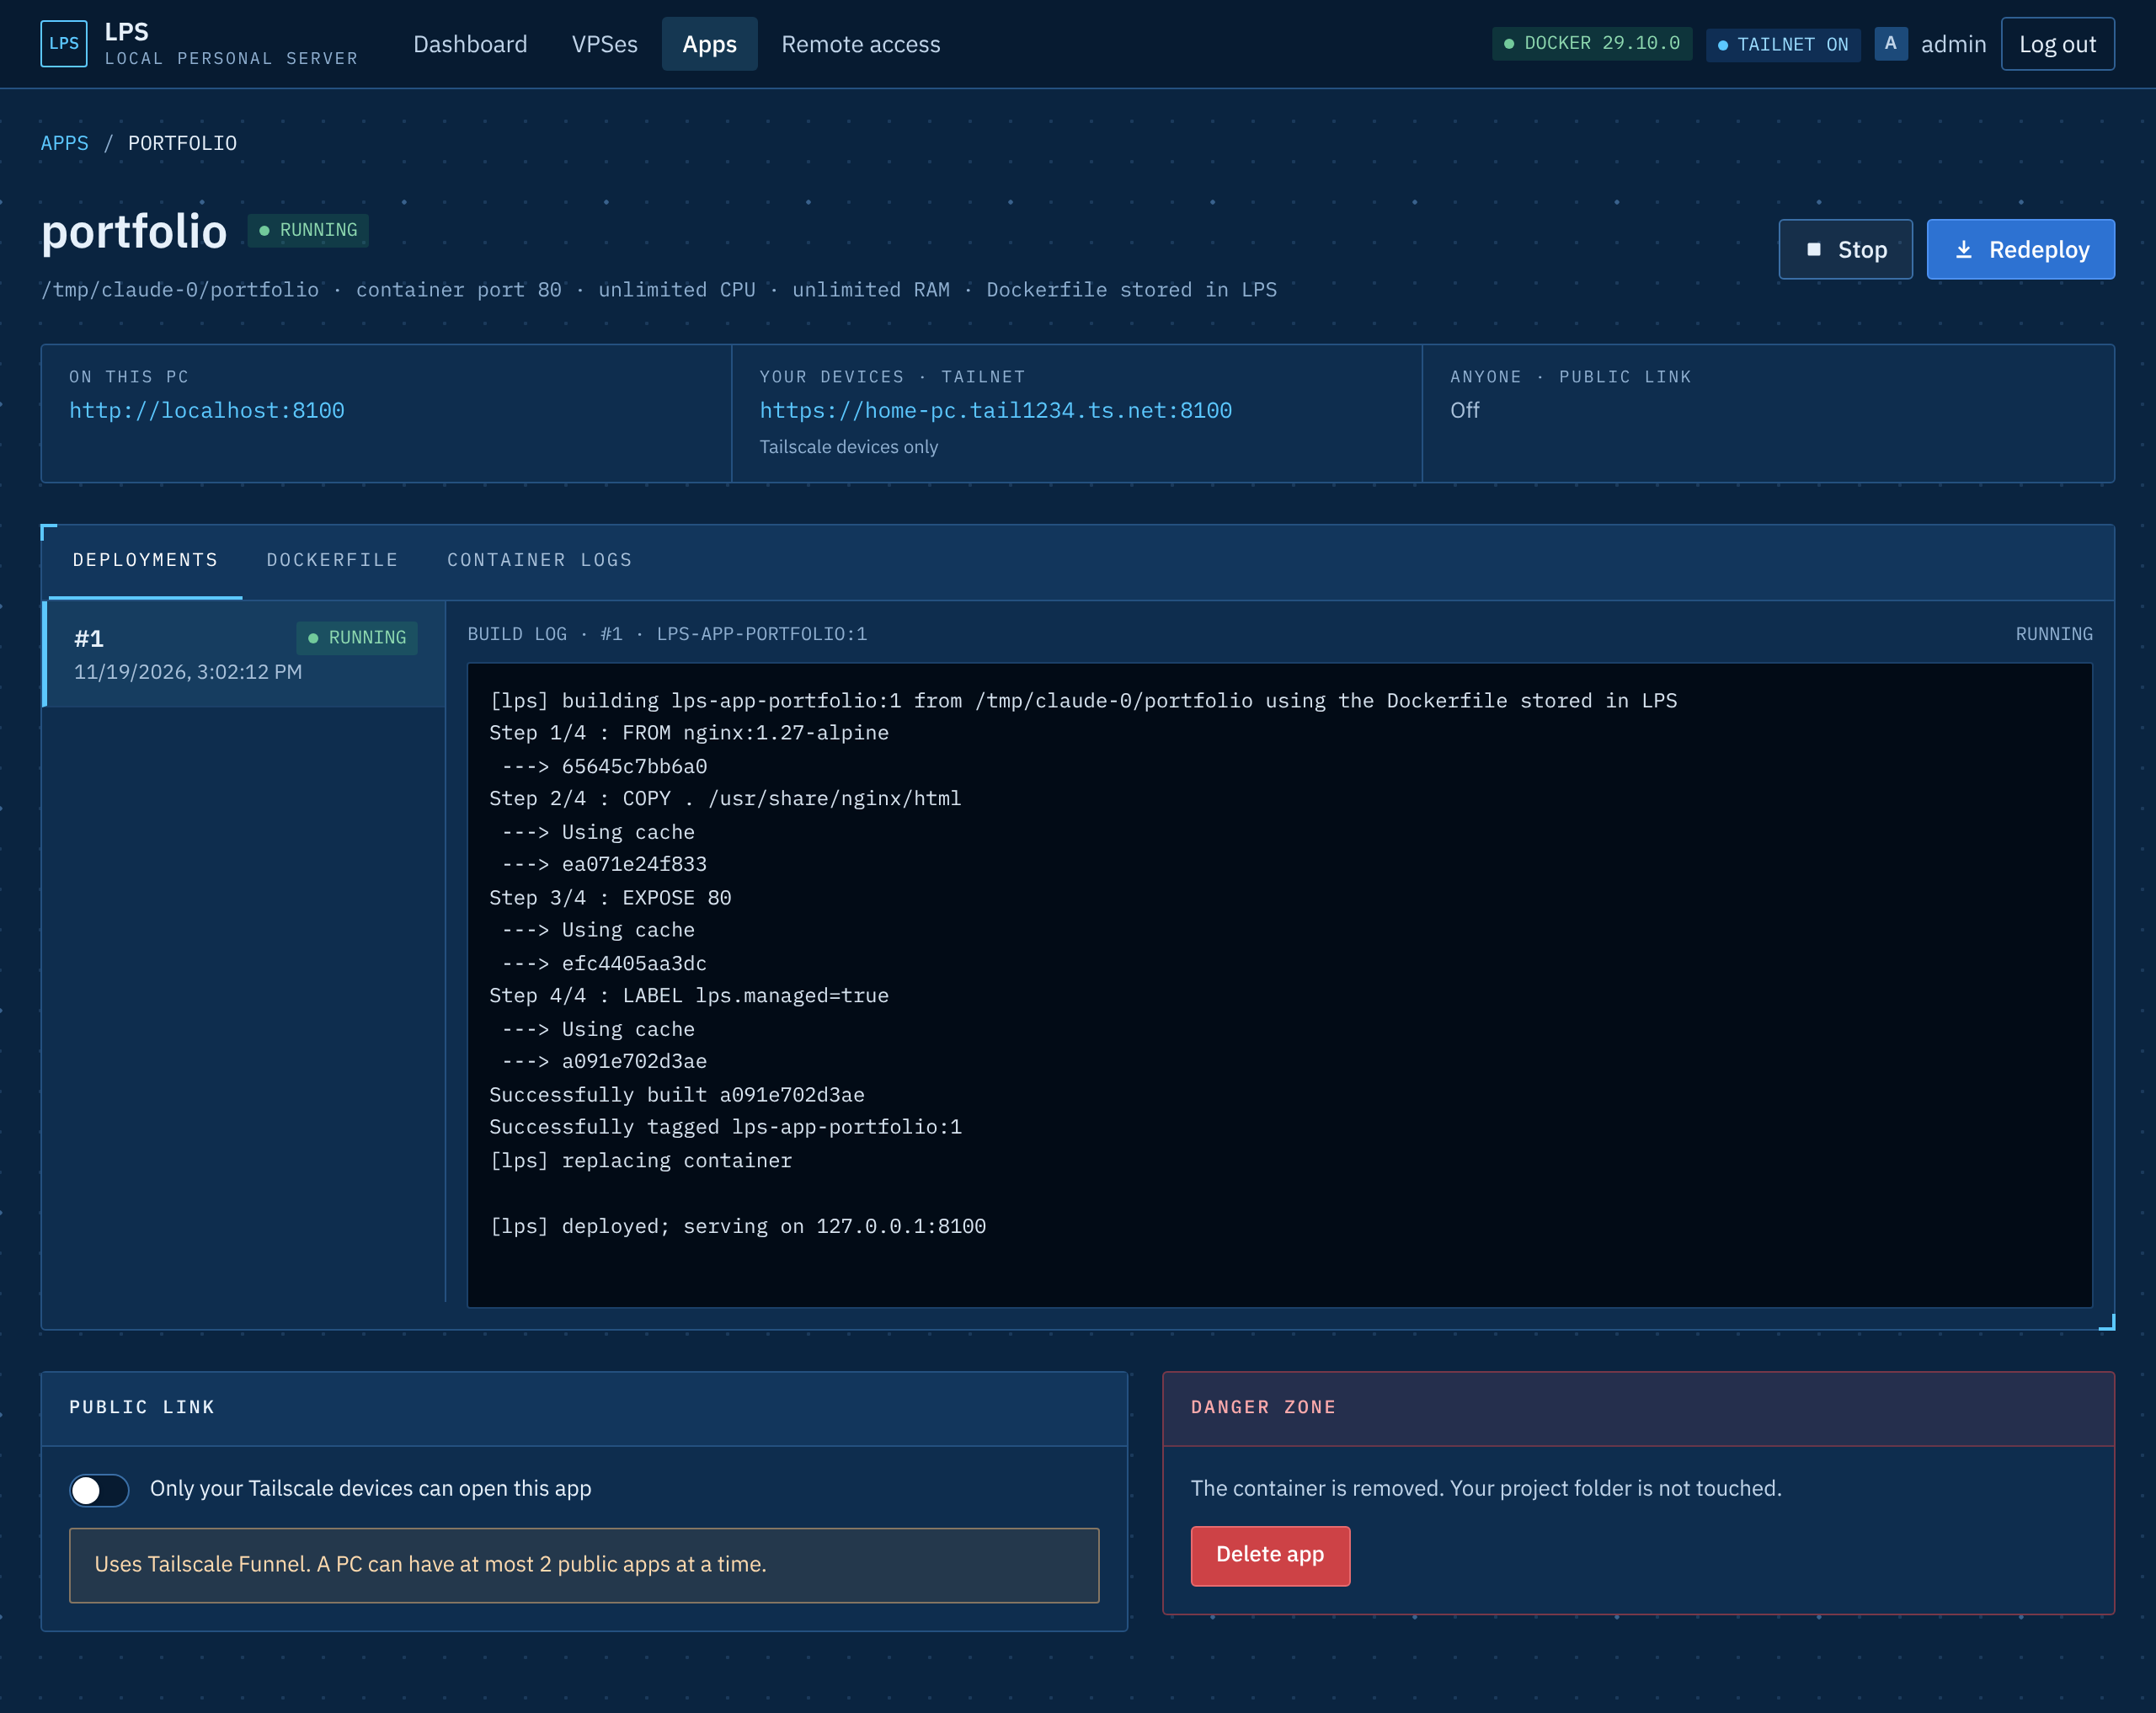 LPS
LPS
LOCAL PERSONAL SERVER
Dashboard
VPSes
Apps
Remote access
DOCKER 29.10.0
TAILNET ON
A
admin
Log out
APPS / PORTFOLIO
portfolio
RUNNING
Stop
Redeploy
/tmp/claude-0/portfolio · container port 80 · unlimited CPU · unlimited RAM · Dockerfile stored in LPS
ON THIS PC
http://localhost:8100
YOUR DEVICES · TAILNET
https://home-pc.tail1234.ts.net:8100
Tailscale devices only
ANYONE · PUBLIC LINK
Off
DEPLOYMENTS
DOCKERFILE
CONTAINER LOGS
#1
RUNNING
11/19/2026, 3:02:12 PM
BUILD LOG · #1 · LPS-APP-PORTFOLIO:1
RUNNING
[lps] building lps-app-portfolio:1 from /tmp/claude-0/portfolio using the Dockerfile stored in LPS
Step 1/4 : FROM nginx:1.27-alpine
---> 65645c7bb6a0
Step 2/4 : COPY . /usr/share/nginx/html
---> Using cache
---> ea071e24f833
Step 3/4 : EXPOSE 80
---> Using cache
---> efc4405aa3dc
Step 4/4 : LABEL lps.managed=true
---> Using cache
---> a091e702d3ae
Successfully built a091e702d3ae
Successfully tagged lps-app-portfolio:1
[lps] replacing container
[lps] deployed; serving on 127.0.0.1:8100
PUBLIC LINK
Only your Tailscale devices can open this app
Uses Tailscale Funnel. A PC can have at most 2 public apps at a time.
DANGER ZONE
The container is removed. Your project folder is not touched.
Delete app